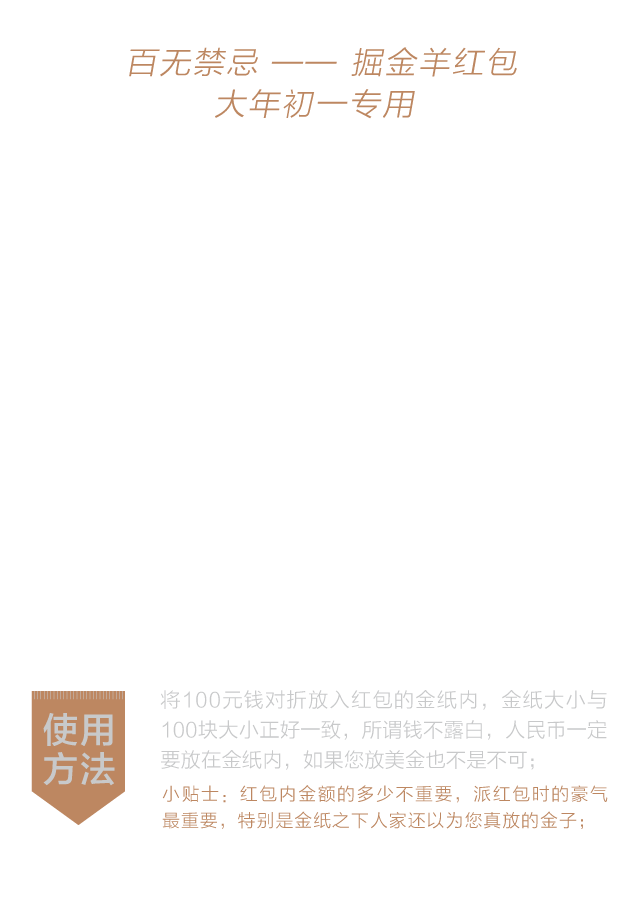 百无禁忌 —— 掘金羊红包
大年初一专用
使用
方法
将100元钱对折放入红包的金纸内，金纸大小与
100块大小正好一致，所谓钱不露白，人民币一定
要放在金纸内，如果您放美金也不是不可；
小贴士：红包内金额的多少不重要，派红包时的豪气
最重要，特别是金纸之下人家还以为您真放的金子；